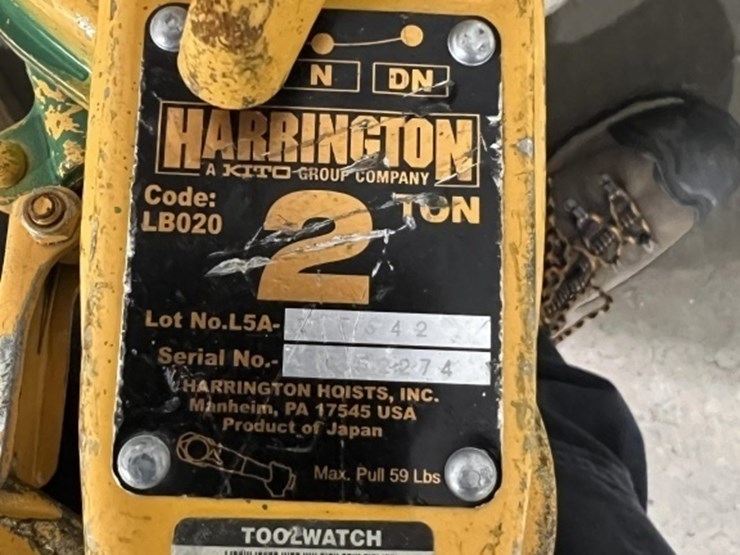 N DN
HARRINGTON
A KITO GROUP COMPANY
Code:
LB020
2 TON
Lot No.L5A-
Serial No.-
HARRINGTON HOISTS, INC.
Manheim, PA 17545 USA
Product of Japan
Max. Pull 59 Lbs
TOOLWATCH